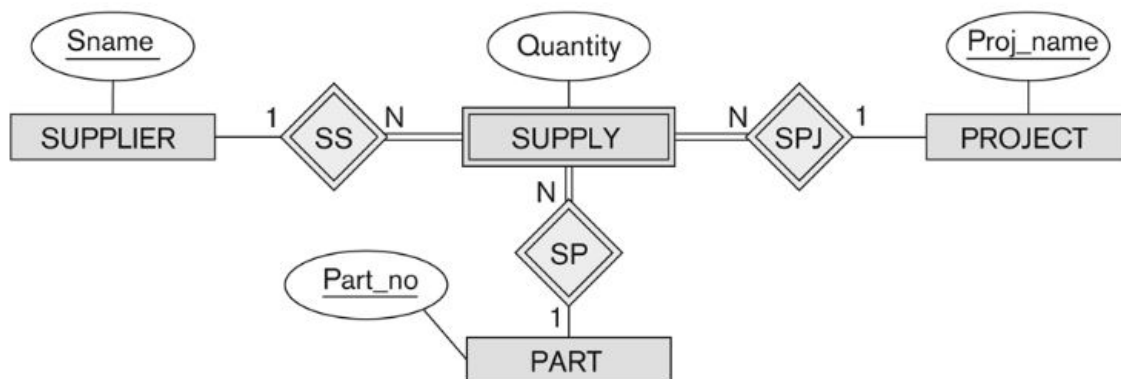 Sname
Quantity
Proj_name
SUPPLIER
1
SS
N
SUPPLY
N
SPJ
1
PROJECT
N
SP
Part_no
1
PART